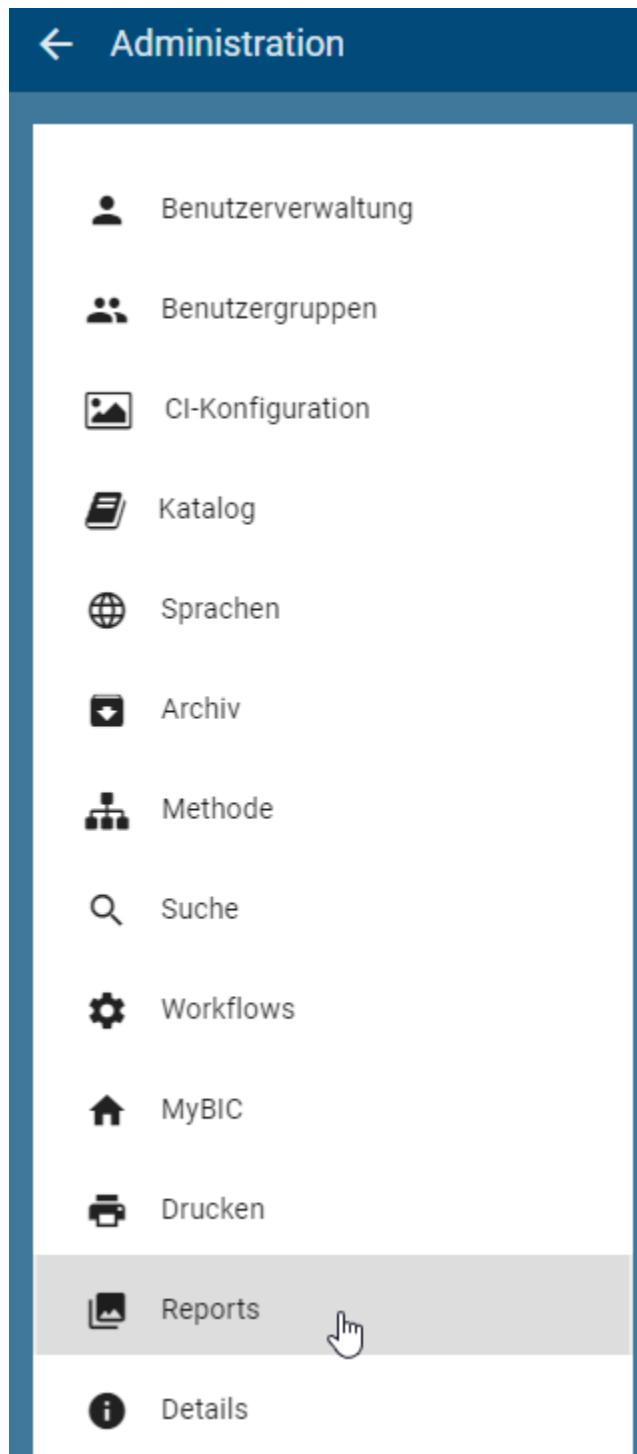 Administration
Benutzerverwaltung
Benutzergruppen
CI-Konfiguration
Katalog
Sprachen
Archiv
Methode
Suche
Workflows
MyBIC
Drucken
Reports
Details